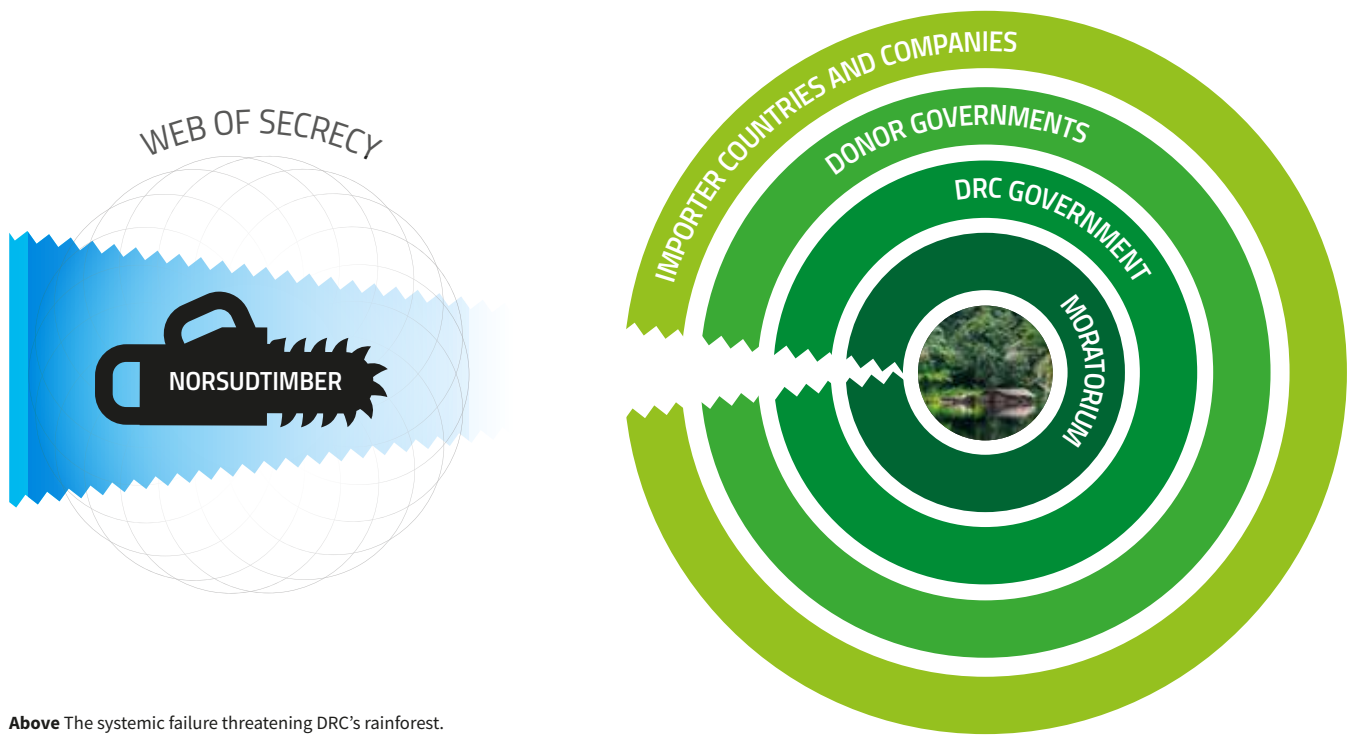 WEB OF SECRECY
NORSUDTIMBER
IMPORTER COUNTRIES AND COMPANIES
DONOR GOVERNMENTS
DRC GOVERNMENT
MORATORIUM
Above The systemic failure threatening DRC’s rainforest.